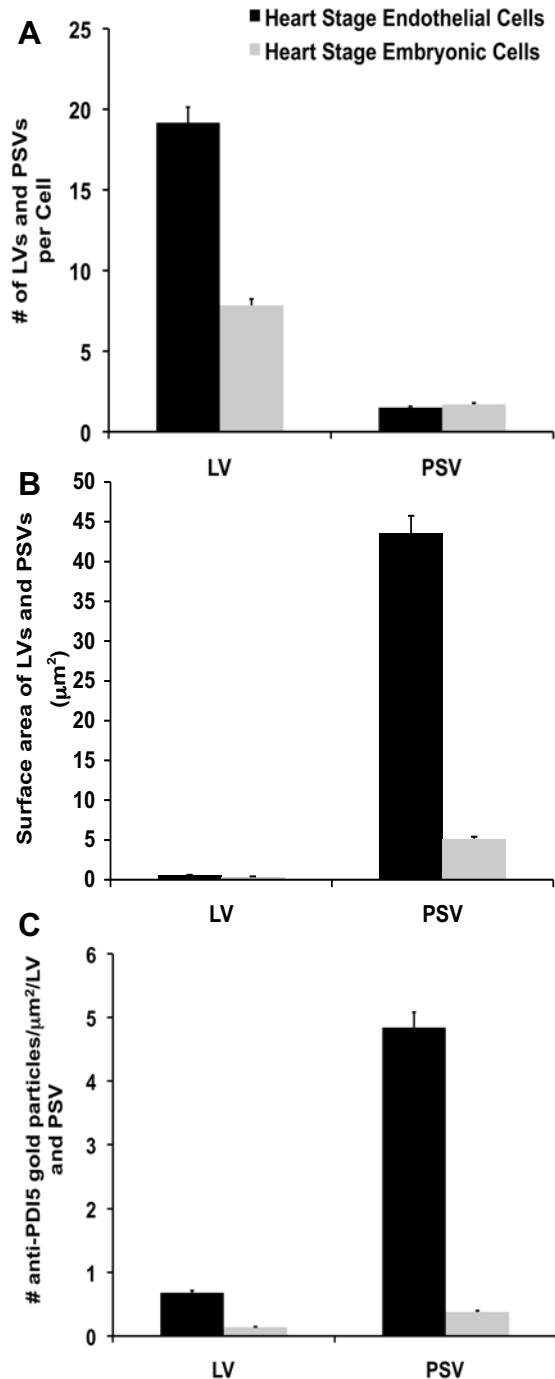 A
Heart Stage Endothelial Cells
Heart Stage Embryonic Cells
# of LVs and PSVs
per Cell
25
20
15
10
5
0
LV PSV
B
Surface area of LVs and PSVs
(μm²)
50
45
40
35
30
25
20
15
10
5
0
LV PSV
C
# anti-PDI5 gold particles/μm²/LV
and PSV
6
5
4
3
2
1
0
LV PSV